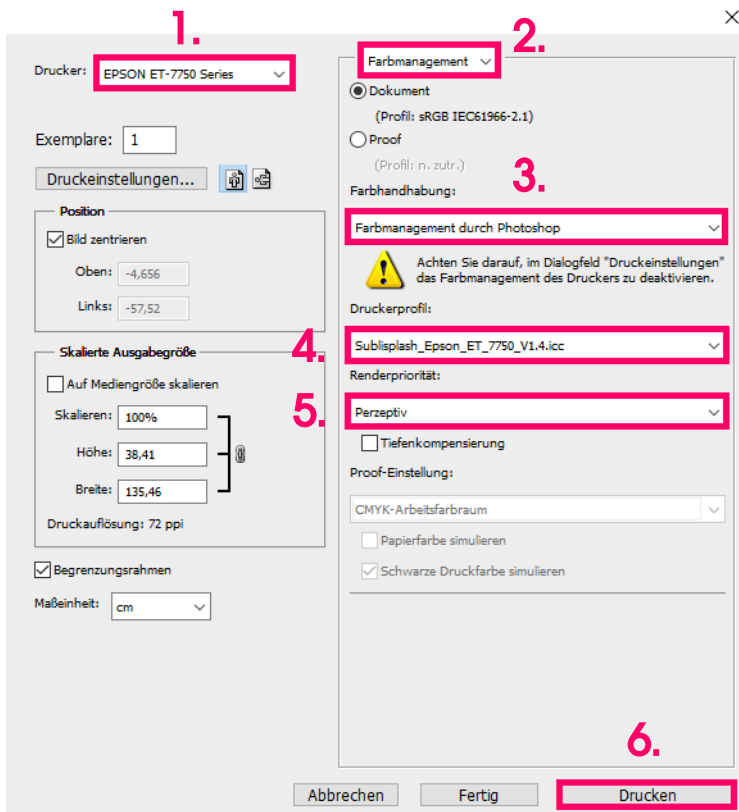 1.
Drucker: EPSON ET-7750 Series
Exemplare: 1
Druckeinstellungen...
Position
Bild zentrieren
Oben: -4,656
Links: -57,52
Skalierte Ausgabegröße
Auf Mediengröße skalieren
Skalieren: 100%
Höhe: 38,41
Breite: 135,46
Druckauflösung: 72 ppi
Begrenzungsrahmen
Maßeinheit: cm
2.
Farbmanagement
Dokument
(Profil: sRGB IEC61966-2.1)
Proof
(Profil: n. zutr.)
3.
Farbhandhabung:
Farbmanagement durch Photoshop
Achten Sie darauf, im Dialogfeld "Druckeinstellungen"
das Farbmanagement des Druckers zu deaktivieren.
Druckerprofil:
4.
Sublisplash_Epson_ET_7750_V1.4.icc
Renderpriorität:
5.
Perzeptiv
Tiefenkompensierung
Proof-Einstellung:
CMYK-Arbeitsfarbraum
Papierfarbe simulieren
Schwarze Druckfarbe simulieren
6.
Abbrechen
Fertig
Drucken